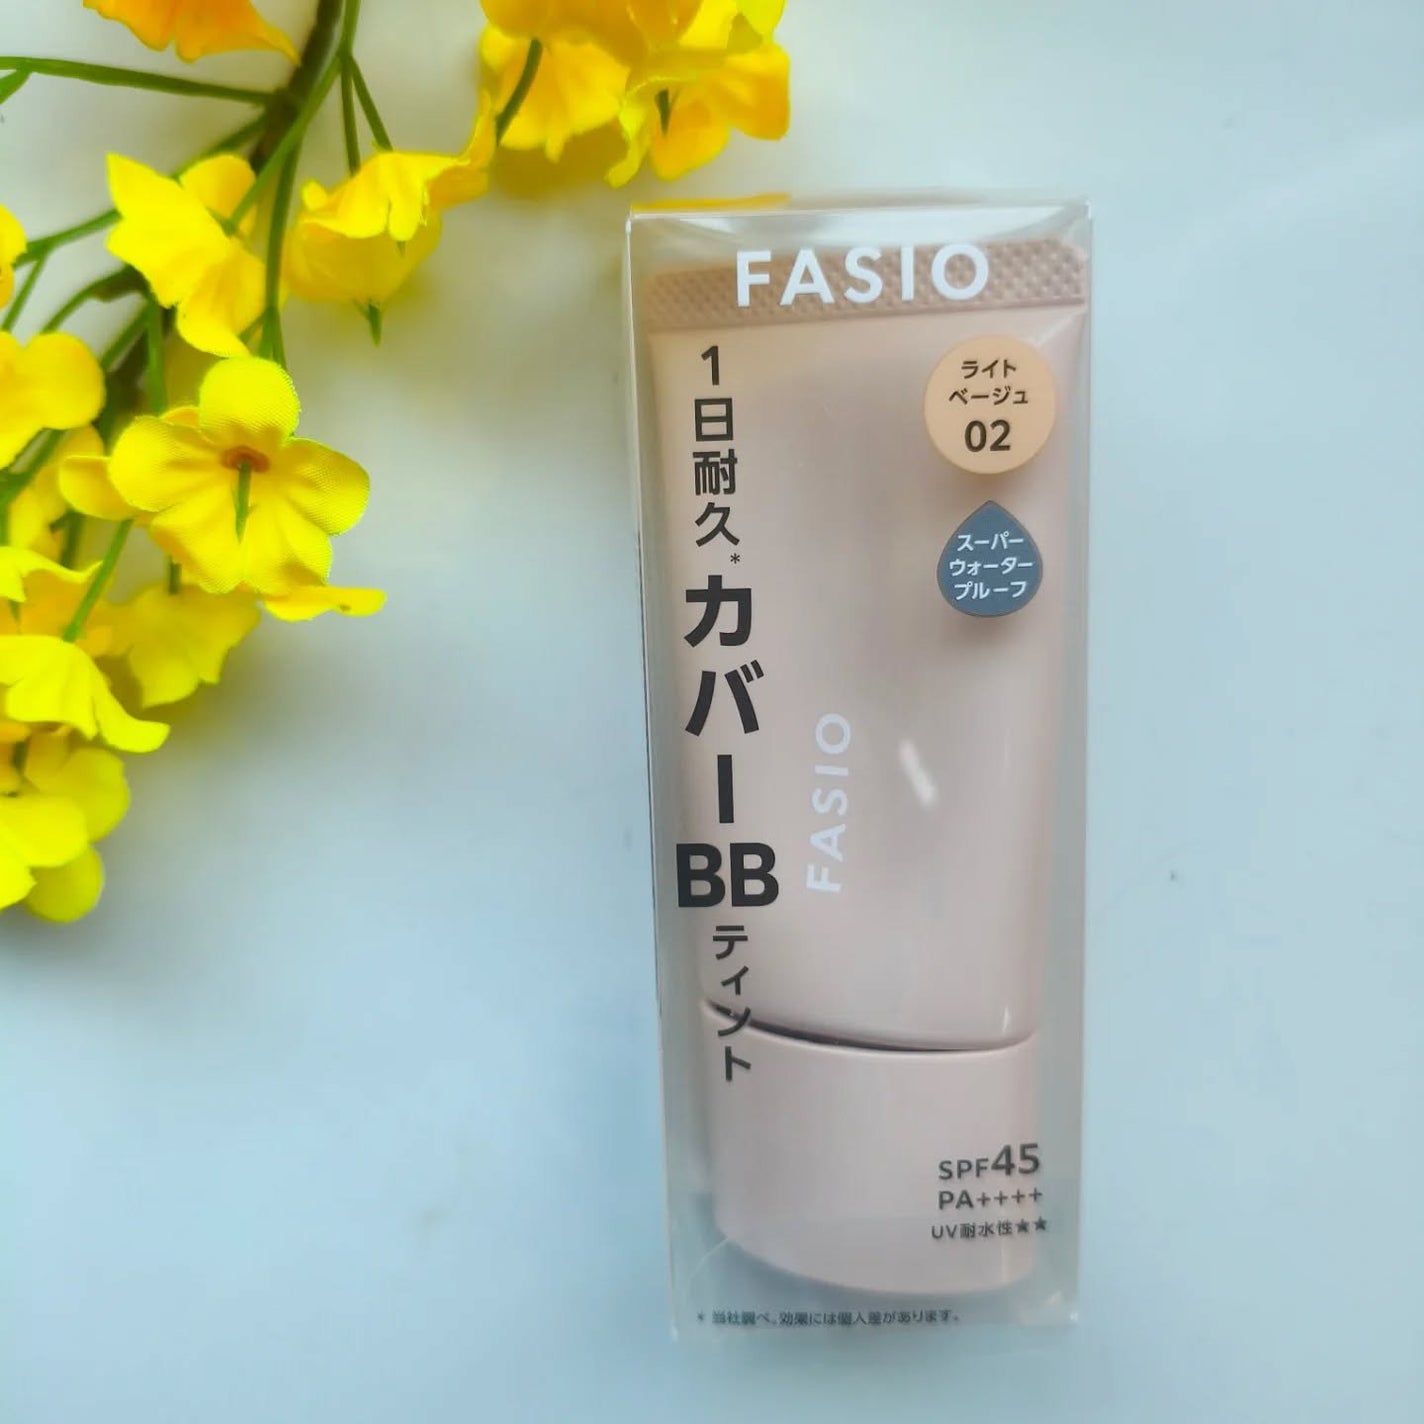 FASIO
1日耐久*カバーBBティント
ライト
ベージュ
02
スーパー
ウォーター
プルーフ
FASIO
SPF45
PA++++
UV耐水性★★
* 当社調べ。効果には個人差があります。